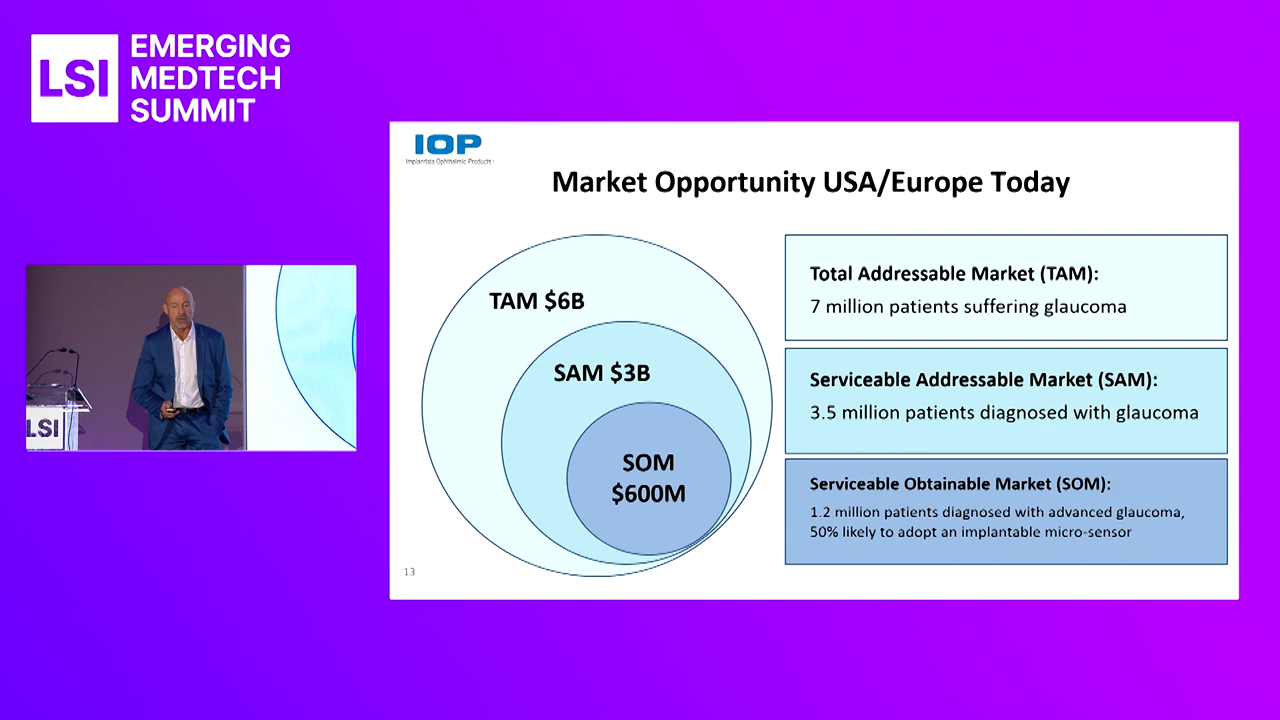 LSI
EMERGING
MEDTECH
SUMMIT
IOP
Implandata Ophthalmic Products
Market Opportunity USA/Europe Today
TAM $6B
SAM $3B
SOM
$600M
Total Addressable Market (TAM):
7 million patients suffering glaucoma
Serviceable Addressable Market (SAM):
3.5 million patients diagnosed with glaucoma
Serviceable Obtainable Market (SOM):
1.2 million patients diagnosed with advanced glaucoma,
50% likely to adopt an implantable micro-sensor
13
LSI